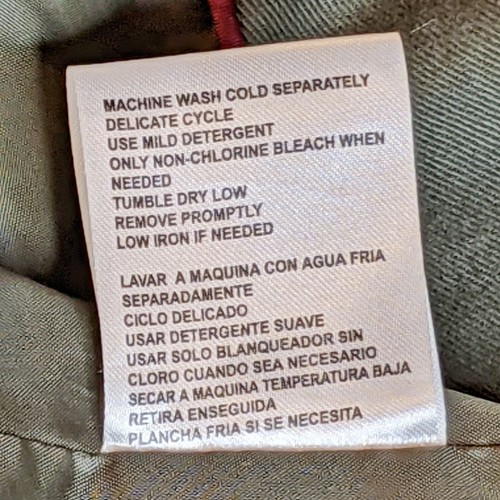 MACHINE WASH COLD SEPARATELY
DELICATE CYCLE
USE MILD DETERGENT
ONLY NON-CHLORINE BLEACH WHEN
NEEDED
TUMBLE DRY LOW
REMOVE PROMPTLY
LOW IRON IF NEEDED
LAVAR A MAQUINA CON AGUA FRIA
SEPARADAMENTE
CICLO DELICADO
USAR DETERGENTE SUAVE
USAR SOLO BLANQUEADOR SIN
CLORO CUANDO SEA NECESARIO
SECAR A MAQUINA TEMPERATURA BAJA
RETIRA ENSEGUIDA
PLANCHA FRIA SI SE NECESITA